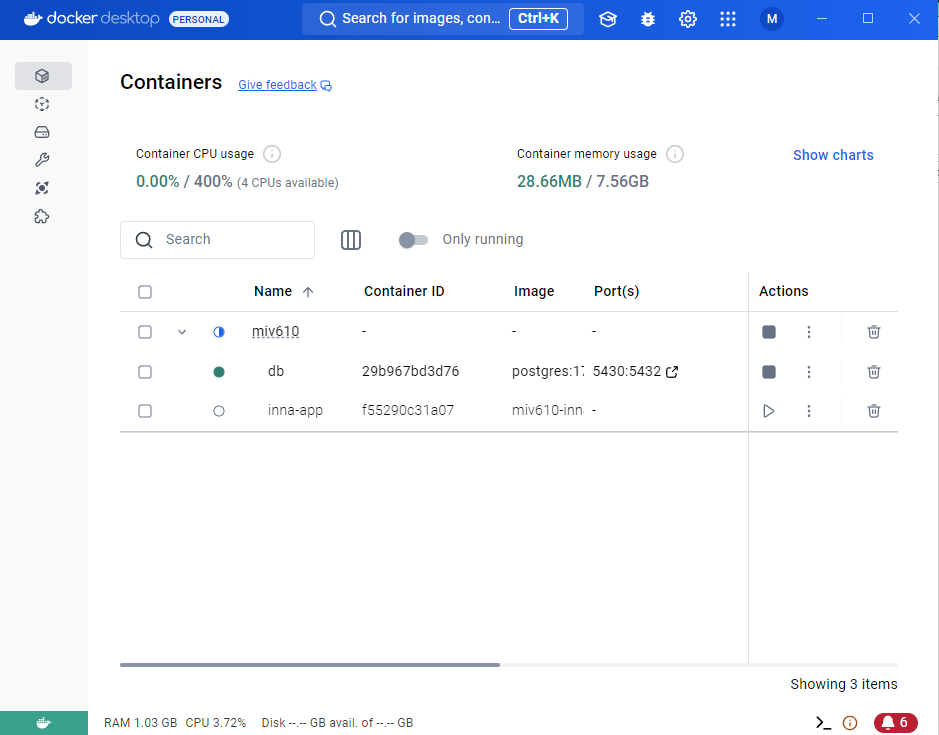 docker desktop PERSONAL Search for images, con... Ctrl+K M
Containers Give feedback
Container CPU usage Container memory usage Show charts
0.00% / 400% (4 CPUs available) 28.66MB / 7.56GB
Search Only running
Name Container ID Image Port(s) Actions
miv610 - - -
db 29b967bd3d76 postgres:17 5430:5432
inna-app f55290c31a07 miv610-inn -
Showing 3 items
RAM 1.03 GB CPU 3.72% Disk --.-- GB avail. of --.-- GB 6